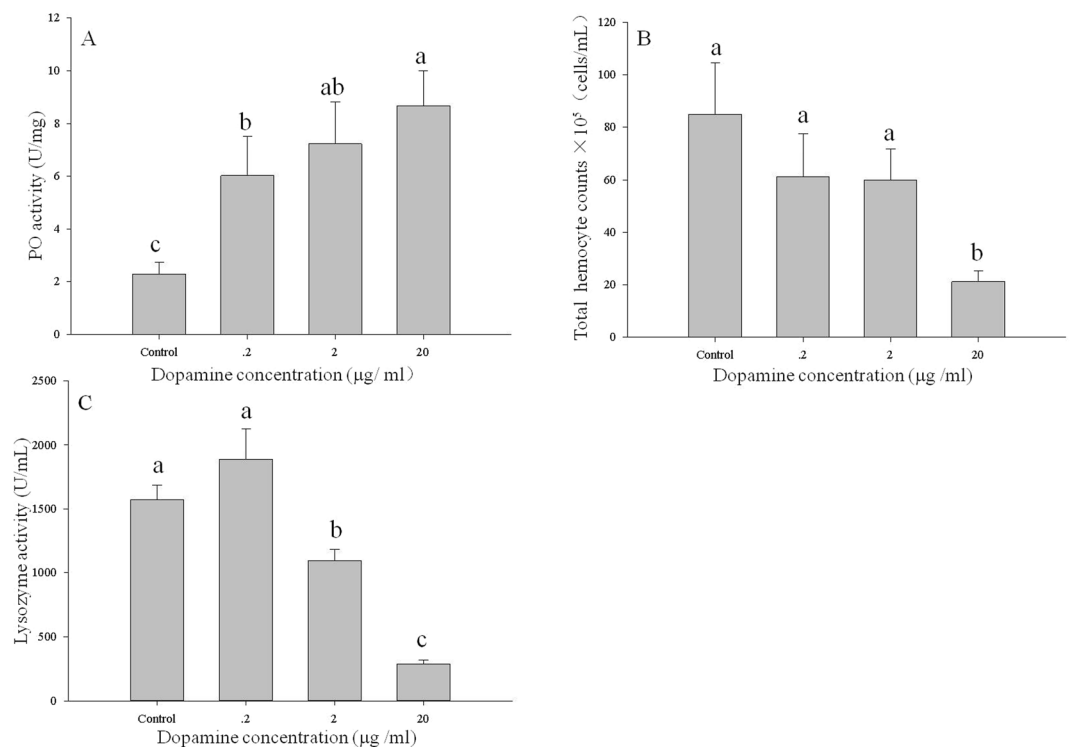 A
PO activity (U/mg)
12
10
8
6
4
2
0
c
b
ab
a
Control
.2
2
20
Dopamine concentration (μg/ ml)
B
Total hemocyte counts ×10⁵ (cells/mL)
120
100
80
60
40
20
0
a
a
a
b
Control
.2
2
20
Dopamine concentration (μg /ml)
C
Lysozyme activity (U/mL)
2500
2000
1500
1000
500
0
a
a
b
c
Control
.2
2
20
Dopamine concentration (μg /ml)